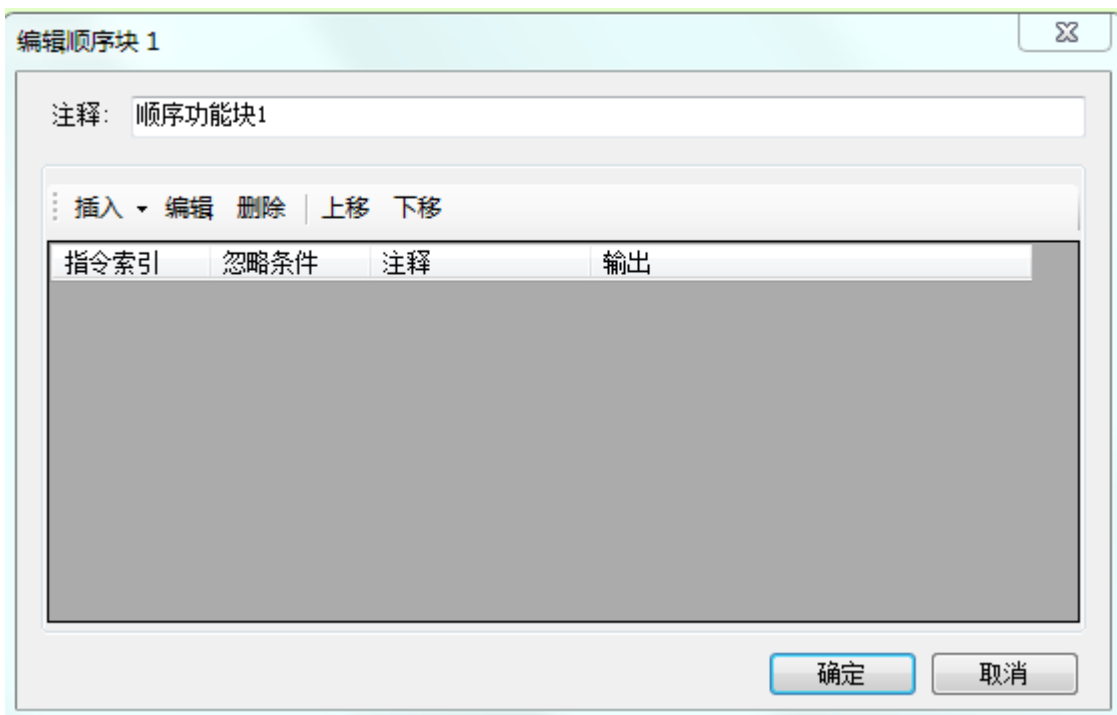 编辑顺序块 1
注释: 顺序功能块1
插入 编辑 删除 上移 下移
指令索引 忽略条件 注释 输出
确定 取消